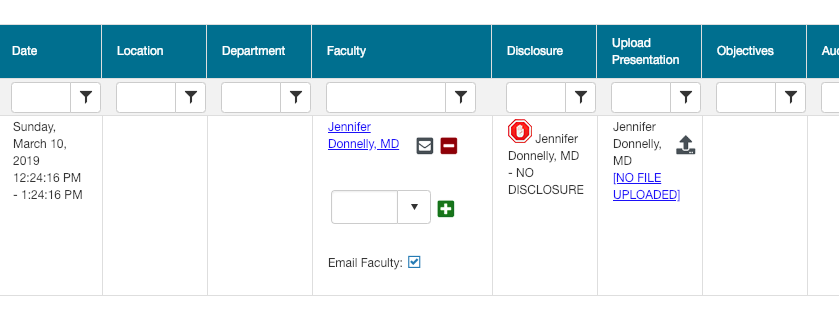 Date
Location
Department
Faculty
Disclosure
Upload
Presentation
Objectives
Sunday,
March 10,
2019
12:24:16 PM
- 1:24:16 PM
Jennifer
Donnelly, MD
Email Faculty:
Jennifer
Donnelly, MD
- NO
DISCLOSURE
Jennifer
Donnelly,
MD
[NO FILE
UPLOADED]